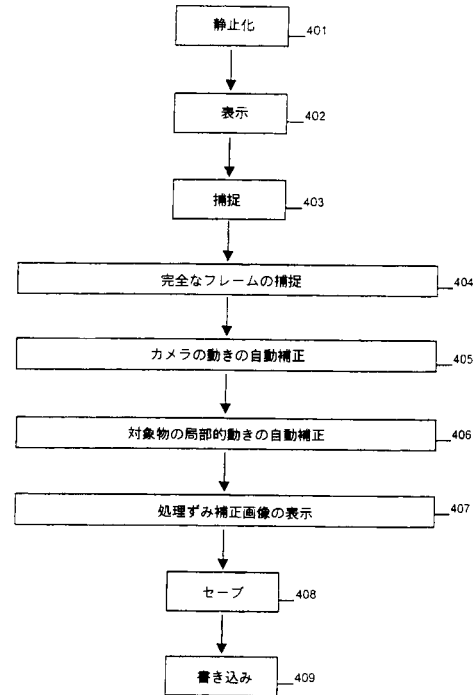 静止化
401
表示
402
捕捉
403
完全なフレームの捕捉
404
カメラの動きの自動補正
405
対象物の局部的動きの自動補正
406
処理ずみ補正画像の表示
407
セーブ
408
書き込み
409